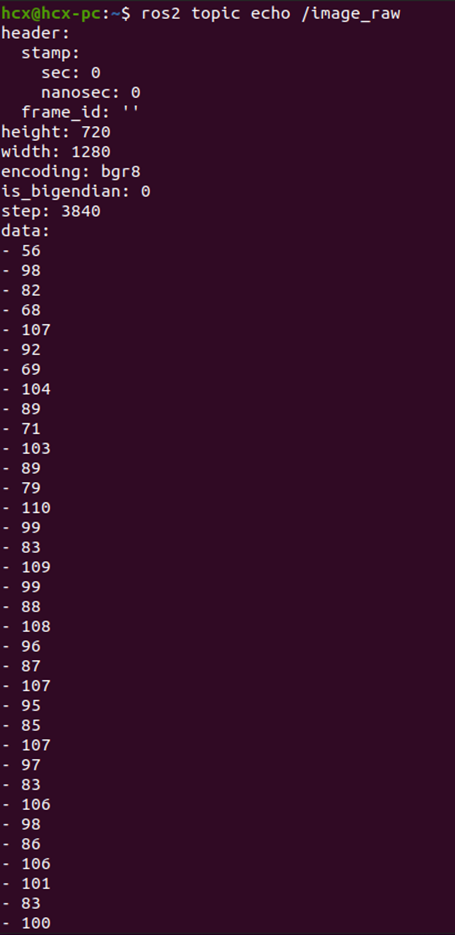 hcx@hcx-pc:~$ ros2 topic echo /image_raw
header:
  stamp:
    sec: 0
    nanosec: 0
  frame_id: ''
height: 720
width: 1280
encoding: bgr8
is_bigendian: 0
step: 3840
data:
- 56
- 98
- 82
- 68
- 107
- 92
- 69
- 104
- 89
- 71
- 103
- 89
- 79
- 110
- 99
- 83
- 109
- 99
- 88
- 108
- 96
- 87
- 107
- 95
- 85
- 107
- 97
- 83
- 106
- 98
- 86
- 106
- 101
- 83
- 100